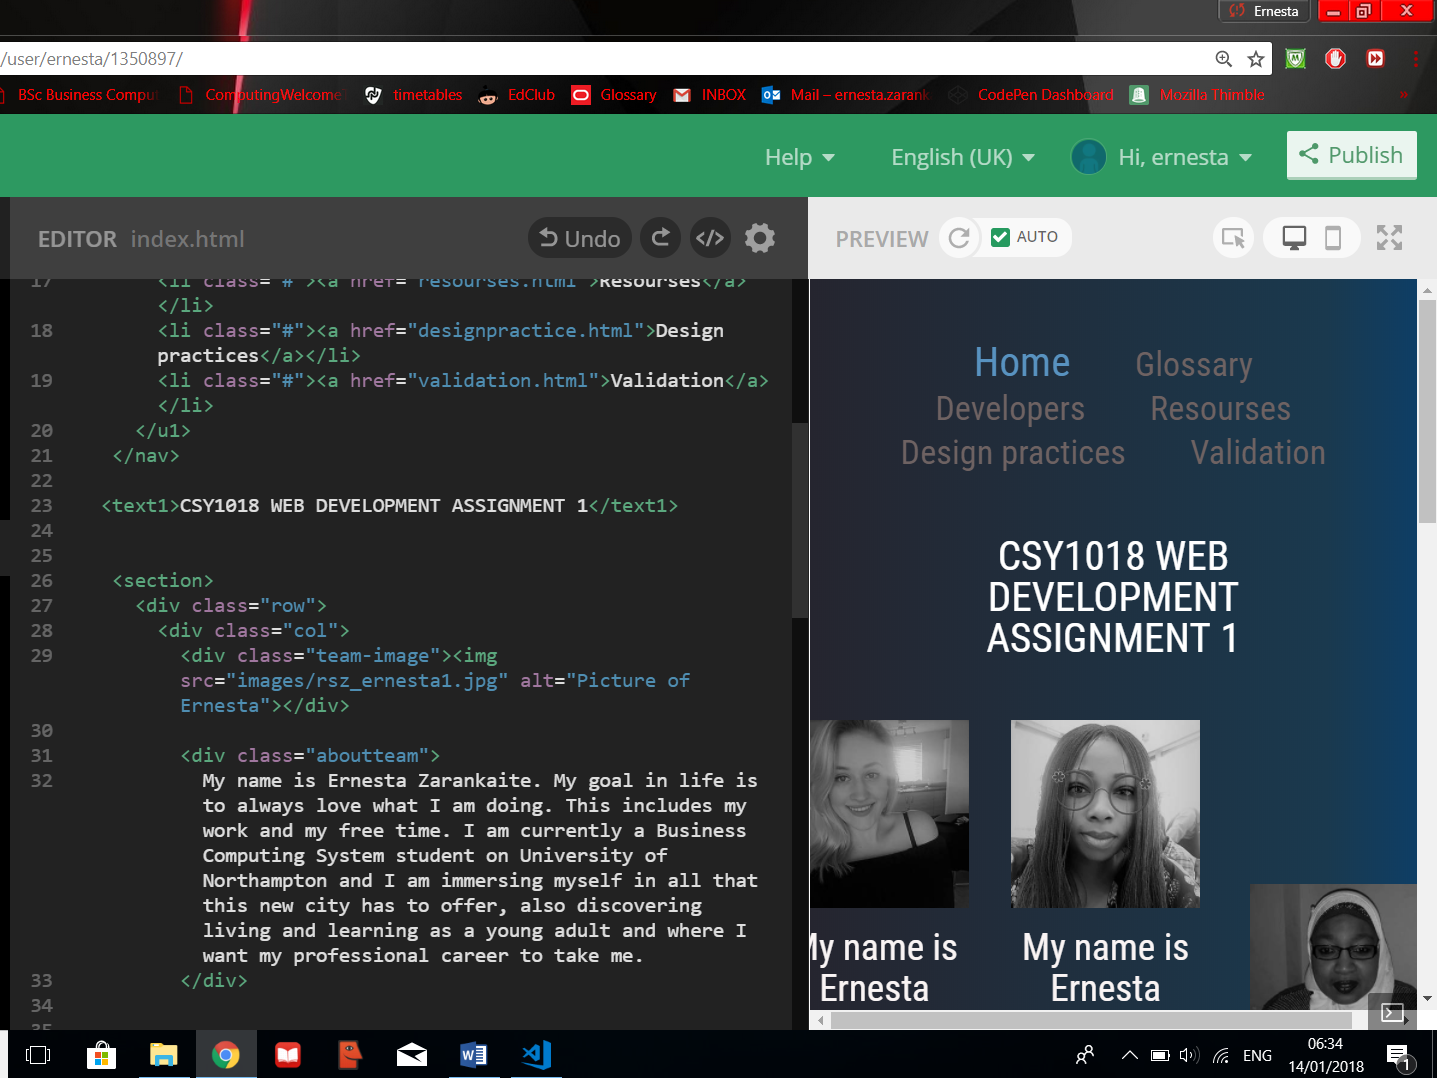 Ernesta
/user/ernesta/1350897/
BSc Business Comput
ComputingWelcome
timetables
EdClub
Glossary
INBOX
Mail – ernesta.zarank
CodePen Dashboard
Mozilla Thimble
»
Help
English (UK)
Hi, ernesta
Publish
EDITOR index.html
Undo
</>
PREVIEW
AUTO
17 <li class="#"><a href="resourses.html">Resourses</a>
</li>
18 <li class="#"><a href="designpractice.html">Design
practices</a></li>
19 <li class="#"><a href="validation.html">Validation</a>
</li>
20 </u1>
21 </nav>
22
23 <text1>CSY1018 WEB DEVELOPMENT ASSIGNMENT 1</text1>
24
25
26 <section>
27 <div class="row">
28 <div class="col">
29 <div class="team-image"><img
src="images/rsz_ernesta1.jpg" alt="Picture of
Ernesta"></div>
30
31 <div class="aboutteam">
32 My name is Ernesta Zarankaite. My goal in life is
to always love what I am doing. This includes my
work and my free time. I am currently a Business
Computing System student on University of
Northampton and I am immersing myself in all that
this new city has to offer, also discovering
living and learning as a young adult and where I
want my professional career to take me.
33 </div>
34
35
Home Glossary
Developers Resourses
Design practices Validation
CSY1018 WEB
DEVELOPMENT
ASSIGNMENT 1
My name is
Ernesta
My name is
Ernesta
ENG
06:34
14/01/2018
1